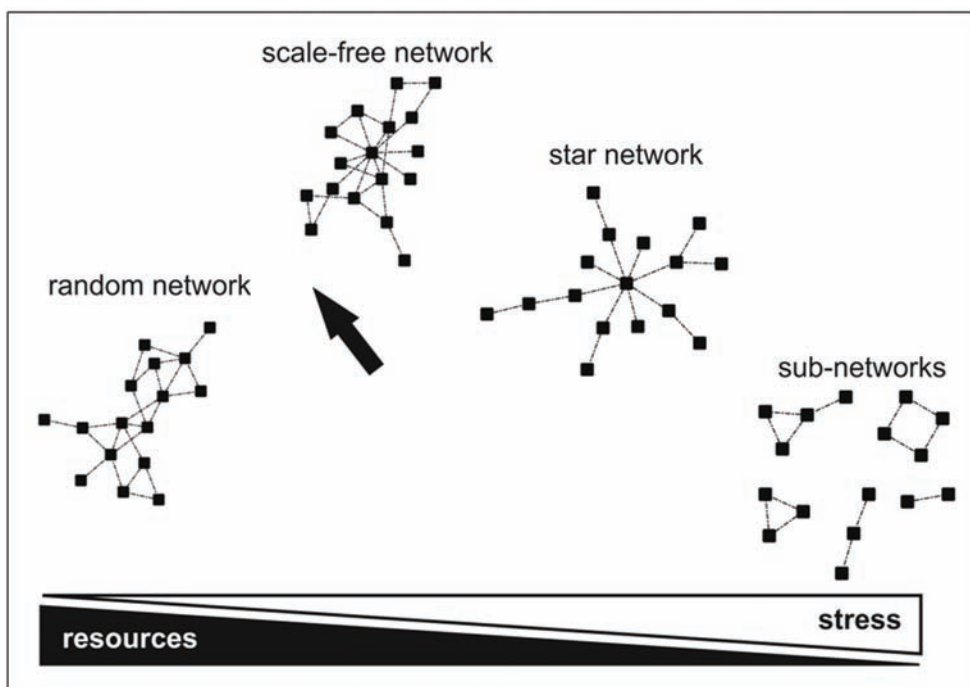 scale-free network
star network
random network
sub-networks
stress
resources